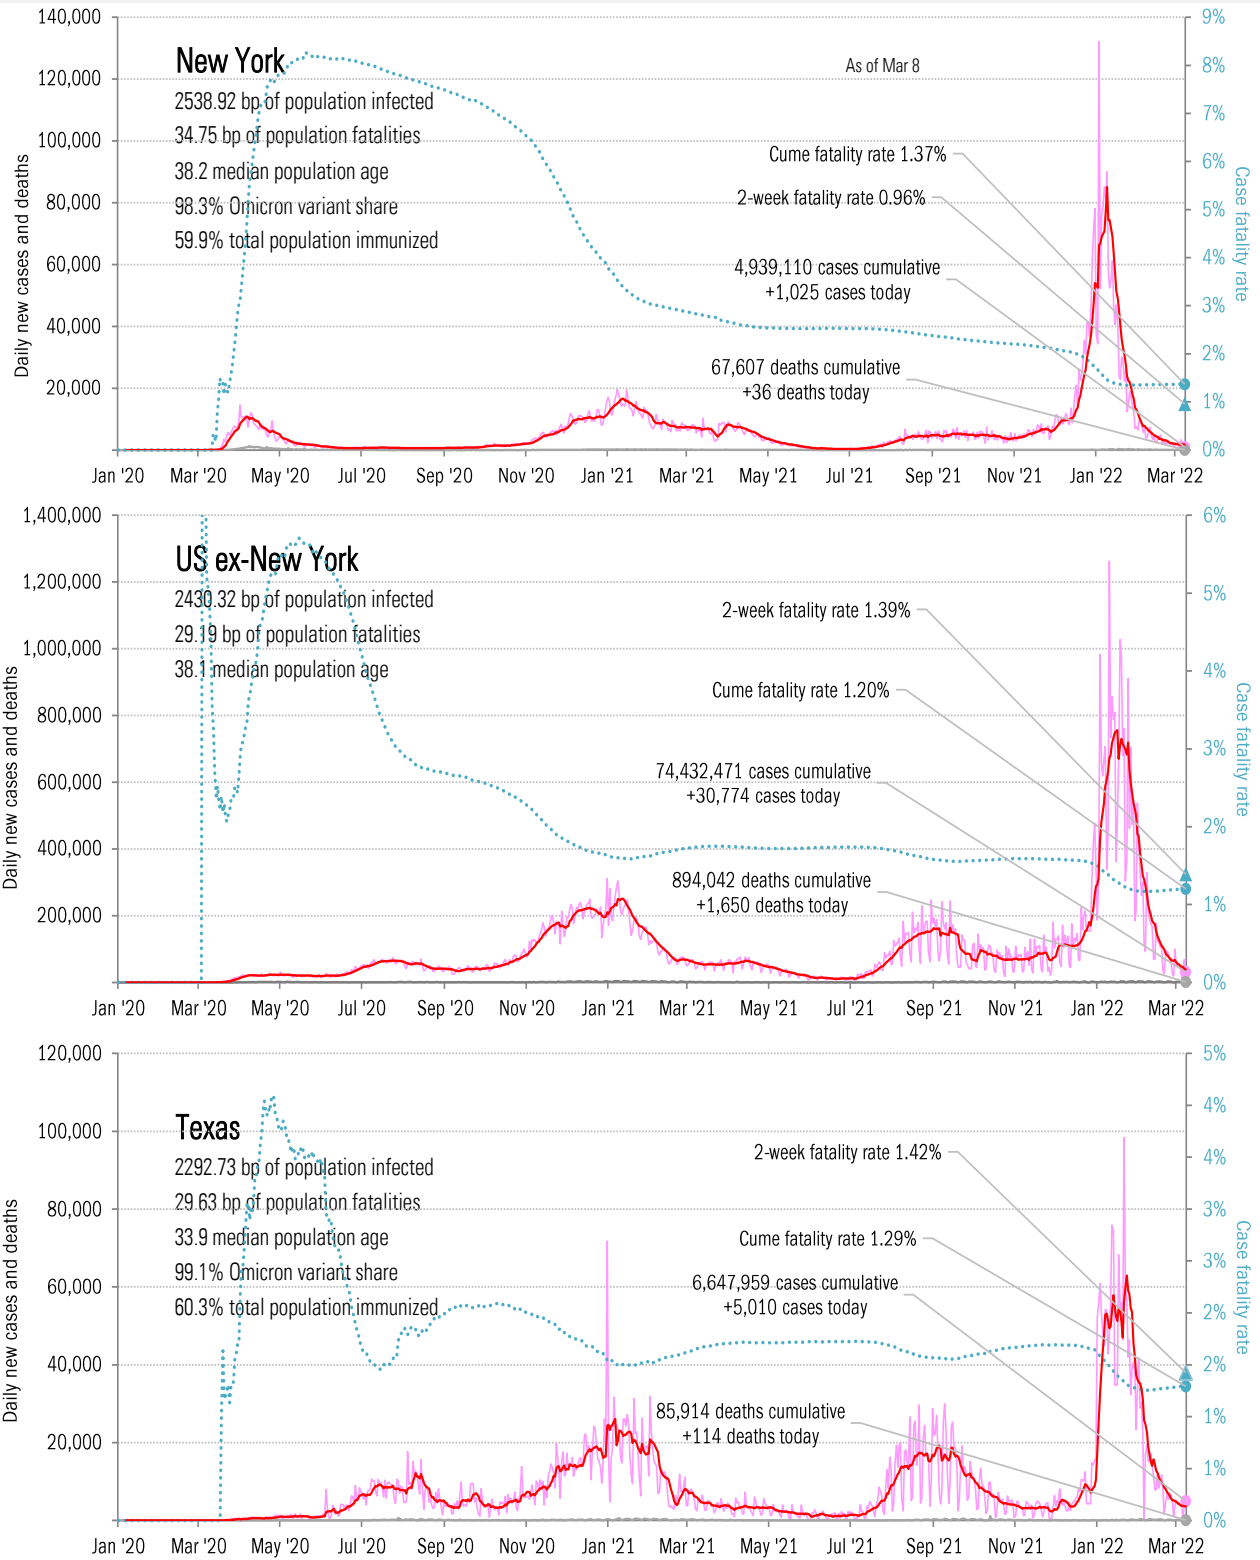 140,000
120,000
100,000
80,000
60,000
40,000
20,000
Daily new cases and deaths
New York
2538.92 bp of population infected
34.75 bp of population fatalities
38.2 median population age
98.3% Omicron variant share
59.9% total population immunized
As of Mar 8
Cume fatality rate 1.37%
2-week fatality rate 0.96%
4,939,110 cases cumulative
+1,025 cases today
67,607 deaths cumulative
+36 deaths today
9%
8%
7%
6%
5%
4%
3%
2%
1%
0%
Case fatality rate
Jan '20 Mar '20 May '20 Jul '20 Sep '20 Nov '20 Jan '21 Mar '21 May '21 Jul '21 Sep '21 Nov '21 Jan '22 Mar '22
1,400,000
1,200,000
1,000,000
800,000
600,000
400,000
200,000
Daily new cases and deaths
US ex-New York
2430.32 bp of population infected
29.19 bp of population fatalities
38.1 median population age
2-week fatality rate 1.39%
Cume fatality rate 1.20%
74,432,471 cases cumulative
+30,774 cases today
894,042 deaths cumulative
+1,650 deaths today
6%
5%
4%
3%
2%
1%
0%
Case fatality rate
Jan '20 Mar '20 May '20 Jul '20 Sep '20 Nov '20 Jan '21 Mar '21 May '21 Jul '21 Sep '21 Nov '21 Jan '22 Mar '22
120,000
100,000
80,000
60,000
40,000
20,000
Daily new cases and deaths
Texas
2292.73 bp of population infected
29.63 bp of population fatalities
33.9 median population age
99.1% Omicron variant share
60.3% total population immunized
2-week fatality rate 1.42%
Cume fatality rate 1.29%
6,647,959 cases cumulative
+5,010 cases today
85,914 deaths cumulative
+114 deaths today
5%
4%
4%
3%
3%
2%
2%
1%
1%
0%
Case fatality rate
Jan '20 Mar '20 May '20 Jul '20 Sep '20 Nov '20 Jan '21 Mar '21 May '21 Jul '21 Sep '21 Nov '21 Jan '22 Mar '22